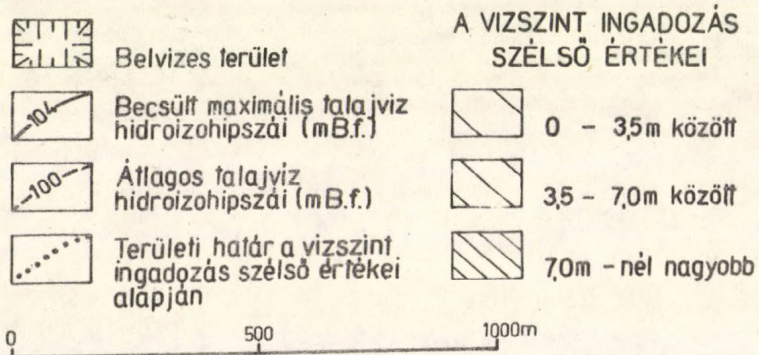 Belvizes terület
104
Becsült maximális talajviz
hidroizohipszái (mB.f.)
100
Átlagos talajviz
hidroizohipszái (mB.f.)
Területi határ a vizszint
ingadozás szélső értékei
alapján
A VIZSZINT INGADOZÁS
SZÉLSŐ ÉRTÉKEI
0 - 3,5m között
3,5 - 7,0m között
7,0m - nél nagyobb
0 500 1000m